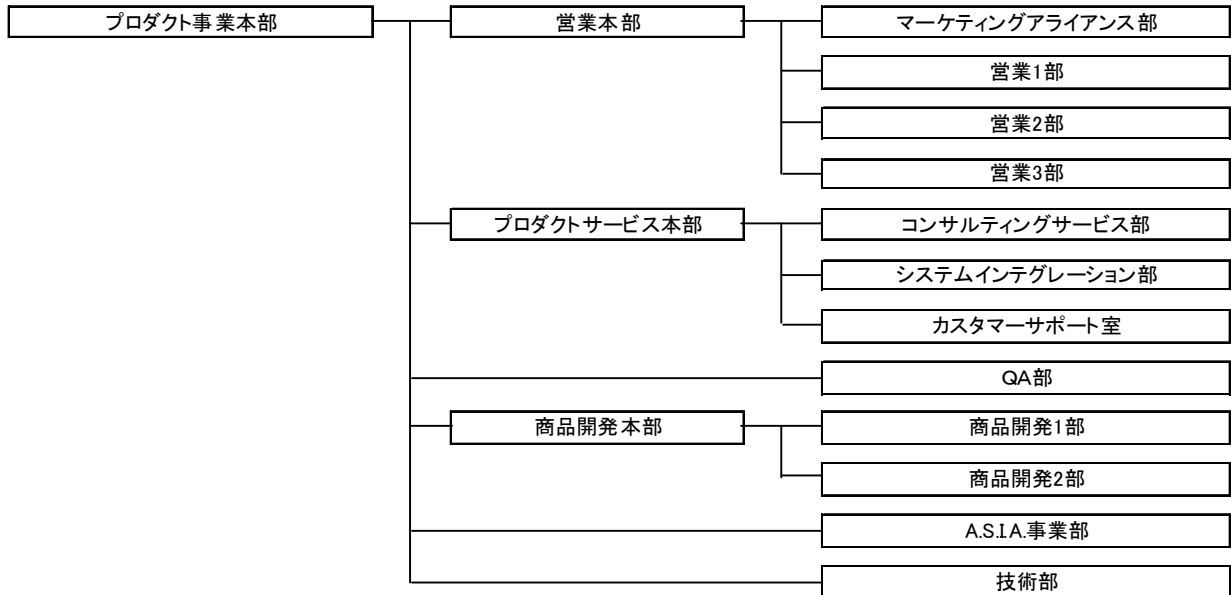 プロダクト事業本部
営業本部
マーケティングアライアンス部
営業1部
営業2部
営業3部
プロダクトサービス本部
コンサルティングサービス部
システムインテグレーション部
カスタマーサポート室
QA部
商品開発本部
商品開発1部
商品開発2部
A.S.I.A.事業部
技術部